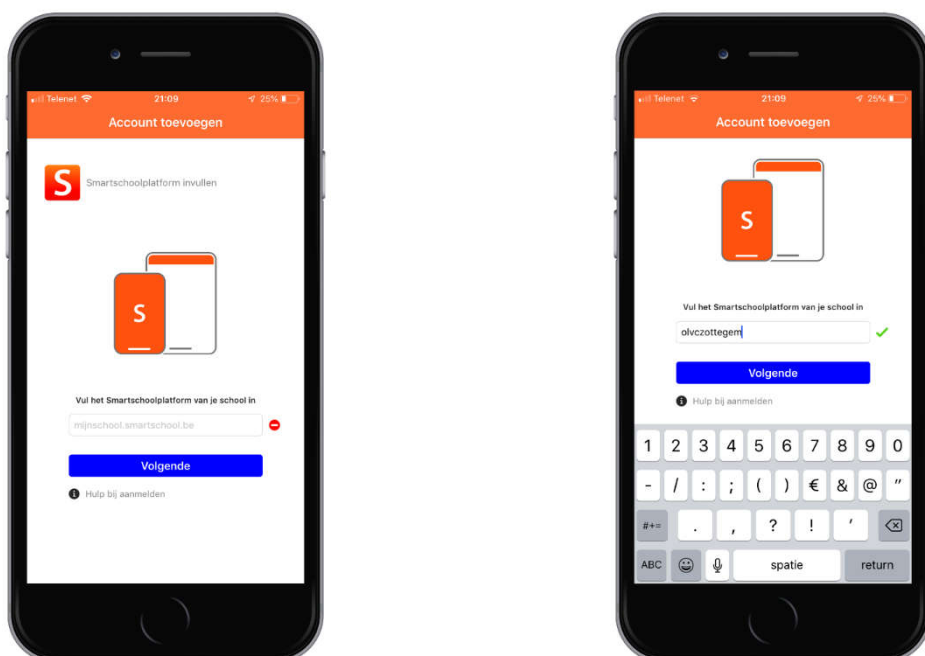 Telenet 21:09 25%
Account toevoegen
S Smartschoolplatform invullen
S
Vul het Smartschoolplatform van je school in
mijnschool.smartschool.be
Volgende
i Hulp bij aanmelden
Telenet 21:09 25%
Account toevoegen
S
Vul het Smartschoolplatform van je school in
olvczottegem
Volgende
i Hulp bij aanmelden
1 2 3 4 5 6 7 8 9 0
- / : ; ( ) € & @ "
#+= . , ? ! '
ABC spatie return